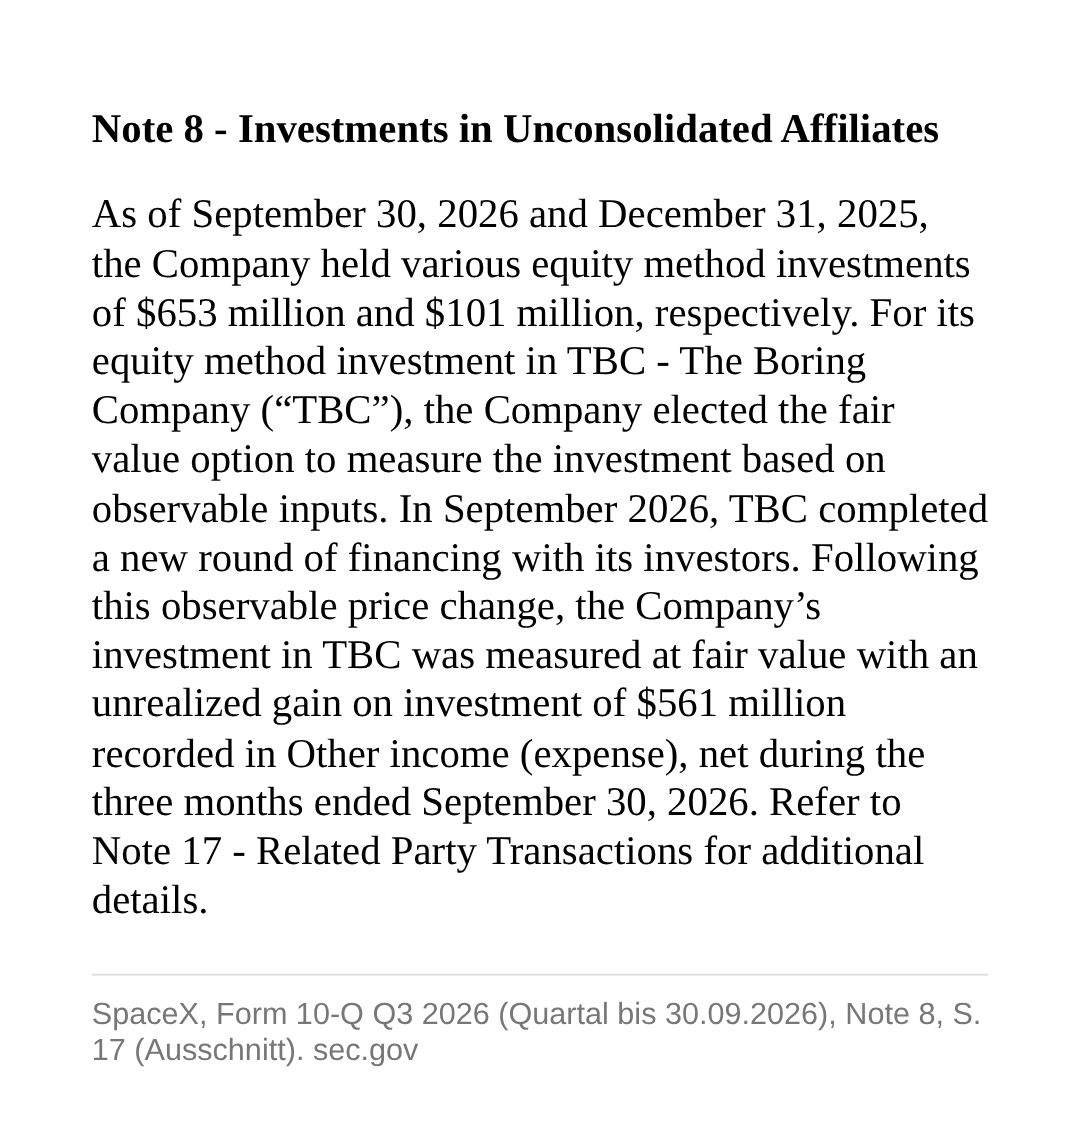 Note 8 - Investments in Unconsolidated Affiliates
As of September 30, 2026 and December 31, 2025,
the Company held various equity method investments
of $653 million and $101 million, respectively. For its
equity method investment in TBC - The Boring
Company (“TBC”), the Company elected the fair
value option to measure the investment based on
observable inputs. In September 2026, TBC completed
a new round of financing with its investors. Following
this observable price change, the Company’s
investment in TBC was measured at fair value with an
unrealized gain on investment of $561 million
recorded in Other income (expense), net during the
three months ended September 30, 2026. Refer to
Note 17 - Related Party Transactions for additional
details.
SpaceX, Form 10-Q Q3 2026 (Quartal bis 30.09.2026), Note 8, S.
17 (Ausschnitt). sec.gov